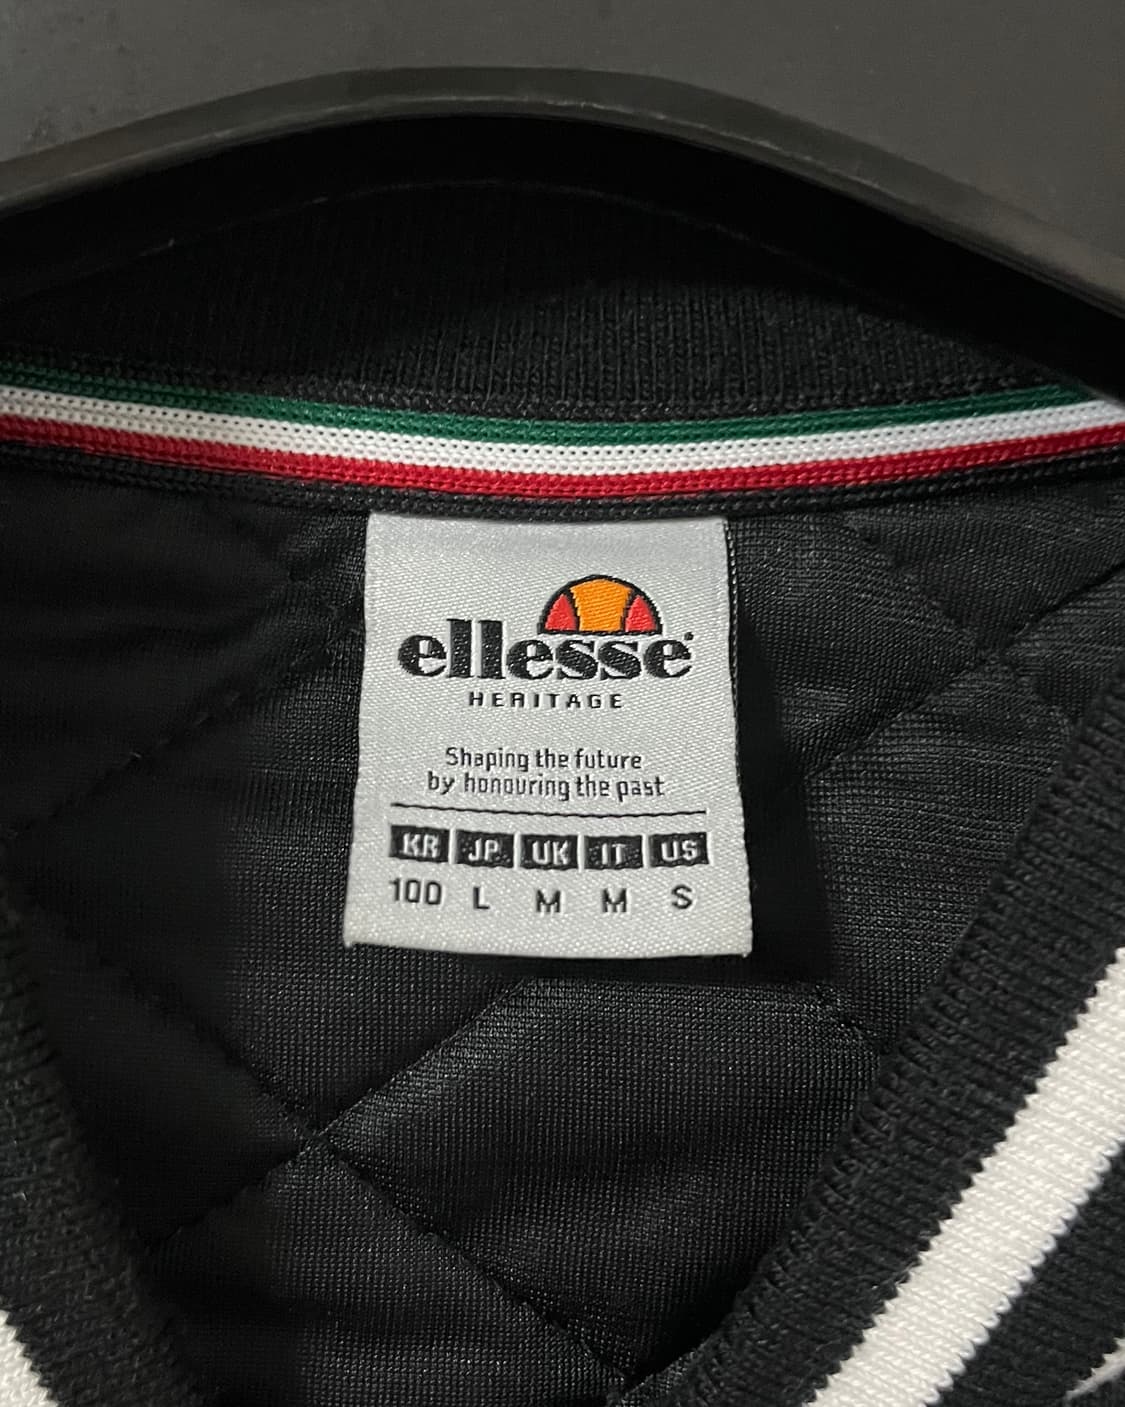 ellesse
HERITAGE
Shaping the future
by honouring the past
KR JP UK IT US
100 L M M S